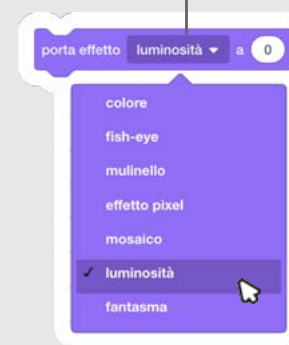 porta effetto luminosità a 0
colore
fish-eye
mulinello
effetto pixel
mosaico
luminosità
fantasma